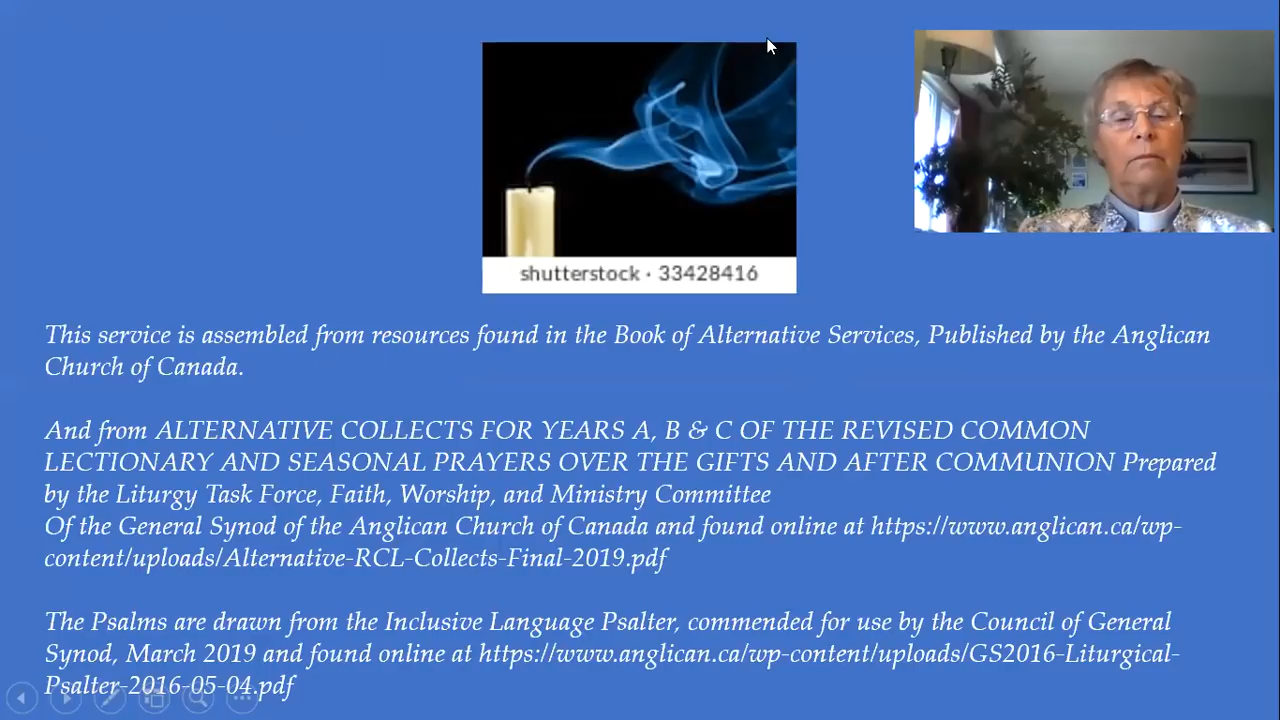 shutterstock · 33428416
This service is assembled from resources found in the Book of Alternative Services, Published by the Anglican
Church of Canada.
And from ALTERNATIVE COLLECTS FOR YEARS A, B & C OF THE REVISED COMMON
LECTIONARY AND SEASONAL PRAYERS OVER THE GIFTS AND AFTER COMMUNION Prepared
by the Liturgy Task Force, Faith, Worship, and Ministry Committee
Of the General Synod of the Anglican Church of Canada and found online at https://www.anglican.ca/wp-
content/uploads/Alternative-RCL-Collects-Final-2019.pdf
The Psalms are drawn from the Inclusive Language Psalter, commended for use by the Council of General
Synod, March 2019 and found online at https://www.anglican.ca/wp-content/uploads/GS2016-Liturgical-
Psalter-2016-05-04.pdf